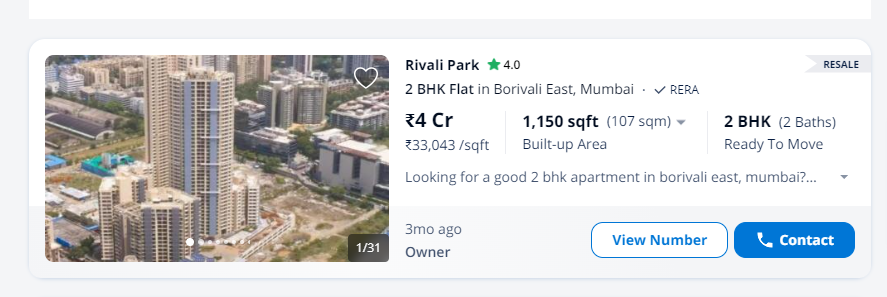 Rivali Park 4.0
RESALE
2 BHK Flat in Borivali East, Mumbai · RERA
₹4 Cr
₹33,043 /sqft
1,150 sqft (107 sqm)
Built-up Area
2 BHK (2 Baths)
Ready To Move
Looking for a good 2 bhk apartment in borivali east, mumbai?...
1/31
3mo ago
Owner
View Number
Contact